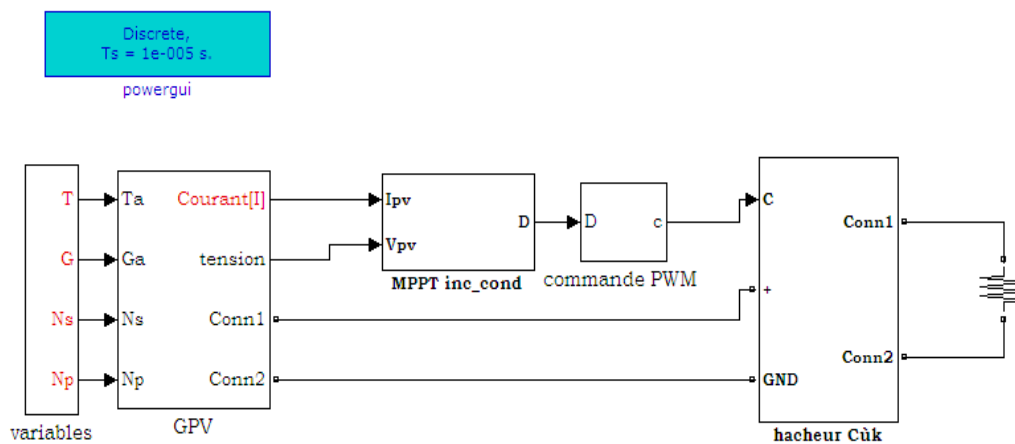 Discrete,
Ts = 1e-005 s.
powergui
T
G
Ns
Np
variables
Ta
Ga
Ns
Np
Courant[I]
tension
Conn1
Conn2
GPV
Ipv
Vpv
D
MPPT inc_cond
D
c
commande PWM
C
+
GND
Conn1
Conn2
hacheur Cùk